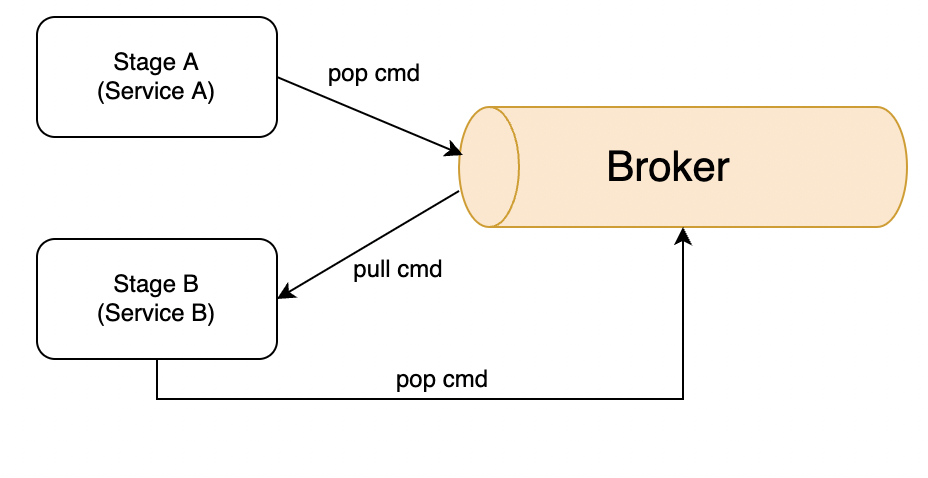 Stage A
(Service A)
pop cmd
Broker
pull cmd
Stage B
(Service B)
pop cmd